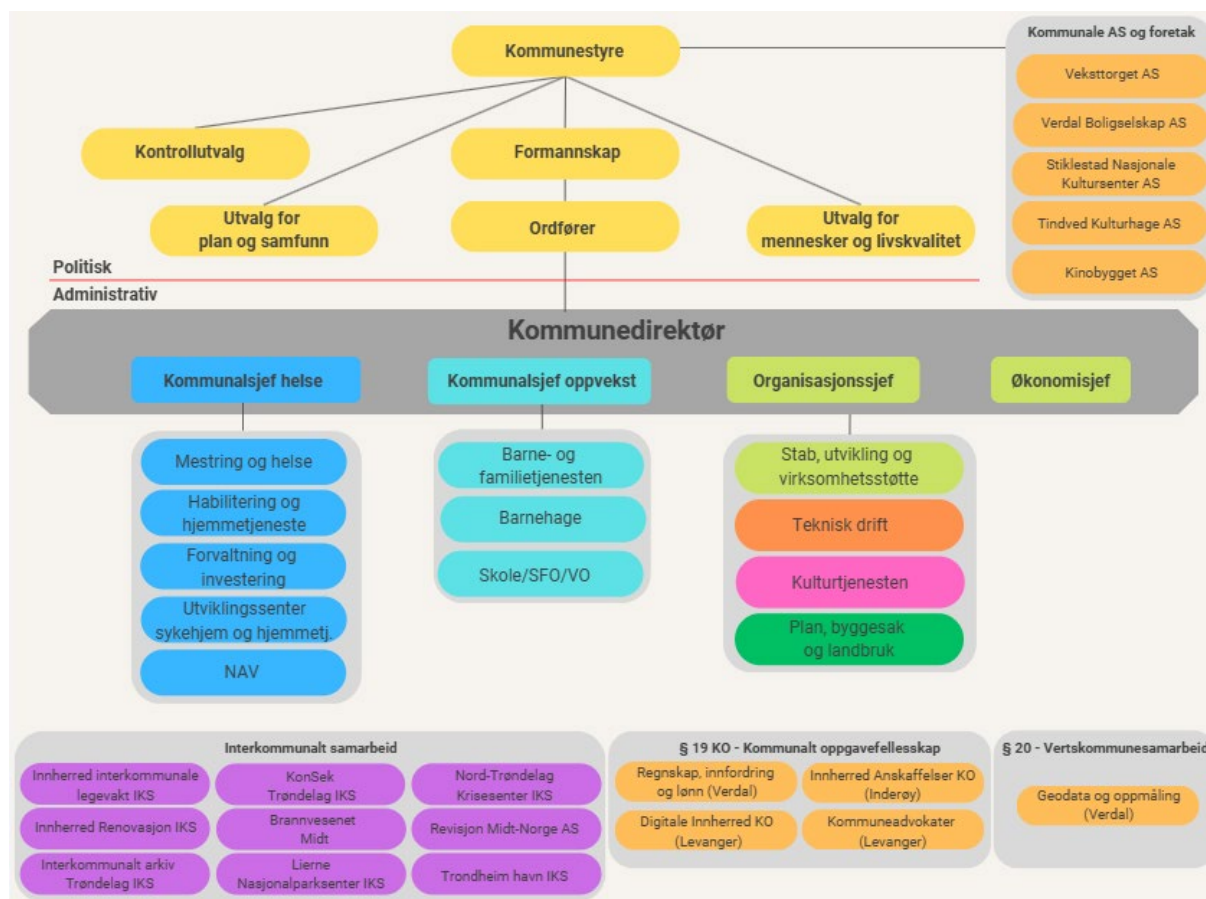 Kommunale AS og foretak
Kommunestyre
Veksttorget AS
Verdal Boligselskap AS
Kontrollutvalg
Formannskap
Stiklestad Nasjonale
Kultursenter AS
Utvalg for
plan og samfunn
Ordfører
Utvalg for
mennesker og livskvalitet
Tindved Kulturhage AS
Kinobygget AS
Politisk
Administrativ
Kommunedirektør
Kommunalsjef helse
Kommunalsjef oppvekst
Organisasjonssjef
Økonomisjef
Mestring og helse
Habilitering og
hjemmetjeneste
Forvaltning og
investering
Utviklingssenter
sykehjem og hjemmetj.
NAV
Barne- og
familietjenesten
Barnehage
Skole/SFO/VO
Stab, utvikling og
virksomhetsstøtte
Teknisk drift
Kulturtjenesten
Plan, byggesak
og landbruk
Interkommunalt samarbeid
Innherred interkommunale
legevakt IKS
KonSek
Trøndelag IKS
Nord-Trøndelag
Krisesenter IKS
Innherred Renovasjon IKS
Brannvesenet
Midt
Revisjon Midt-Norge AS
Interkommunalt arkiv
Trøndelag IKS
Lierne
Nasjonalparksenter IKS
Trondheim havn IKS
§ 19 KO - Kommunalt oppgavefellesskap
Regnskap, innfordring
og lønn (Verdal)
Innherred Anskaffelser KO
(Inderøy)
Digitale Innherred KO
(Levanger)
Kommuneadvokater
(Levanger)
§ 20 - Vertskommunesamarbeid
Geodata og oppmåling
(Verdal)